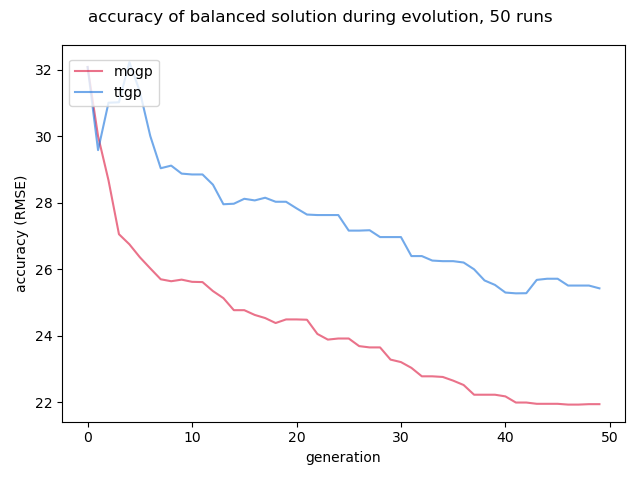 accuracy of balanced solution during evolution, 50 runs
mogp
ttgp
accuracy (RMSE)
32
30
28
26
24
22
0 10 20 30 40 50
generation